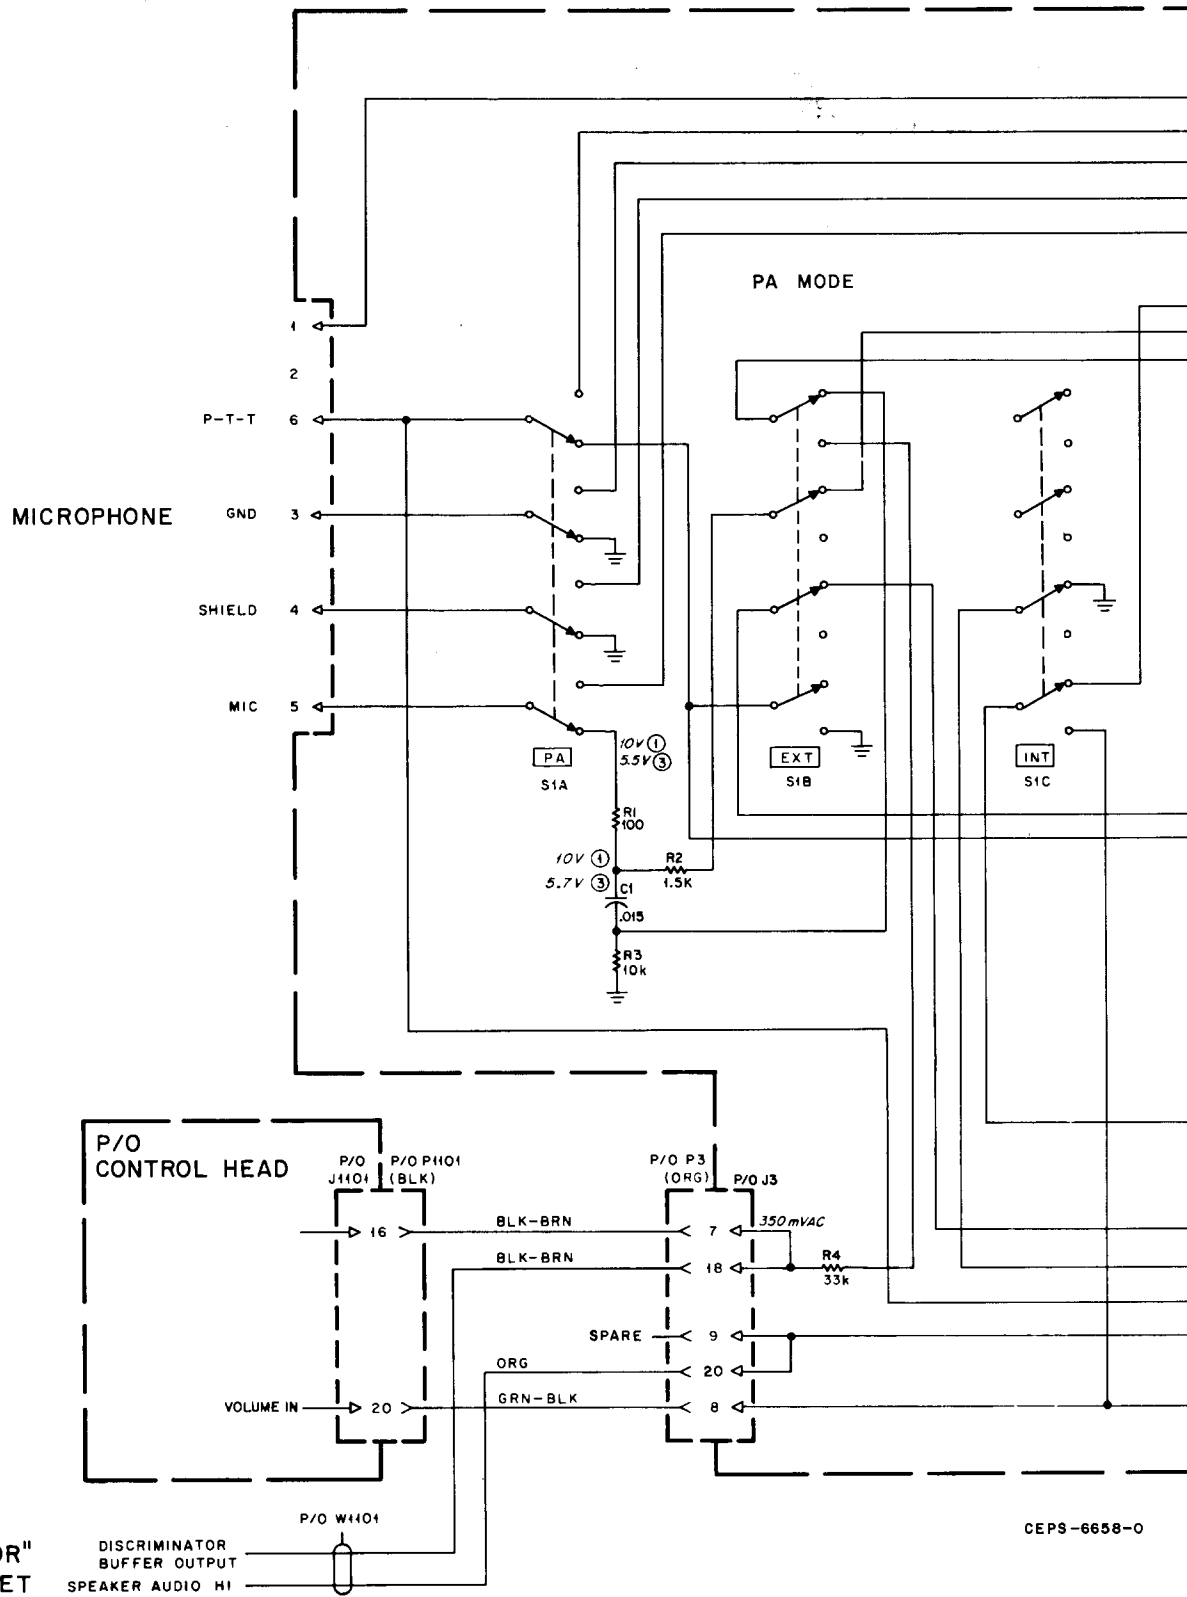 PA MODE
1
2
P-T-T 6
MICROPHONE
GND 3
SHIELD 4
MIC 5
PA
S1A
10V ①
5.5V ③
EXT
S1B
INT
S1C
R1
100
10V ①
5.7V ③
R2
1.5K
C1
.015
R3
10k
P/O
CONTROL HEAD
P/O
J1101
P/O P1101
(BLK)
P/O P3
(ORG)
P/O J3
16
BLK-BRN
7
350mVAC
BLK-BRN
18
R4
33k
SPARE
9
ORG
20
VOLUME IN
20
GRN-BLK
8
P/O W1101
CEPS-6658-O
OR"
ET
DISCRIMINATOR
BUFFER OUTPUT
SPEAKER AUDIO HI